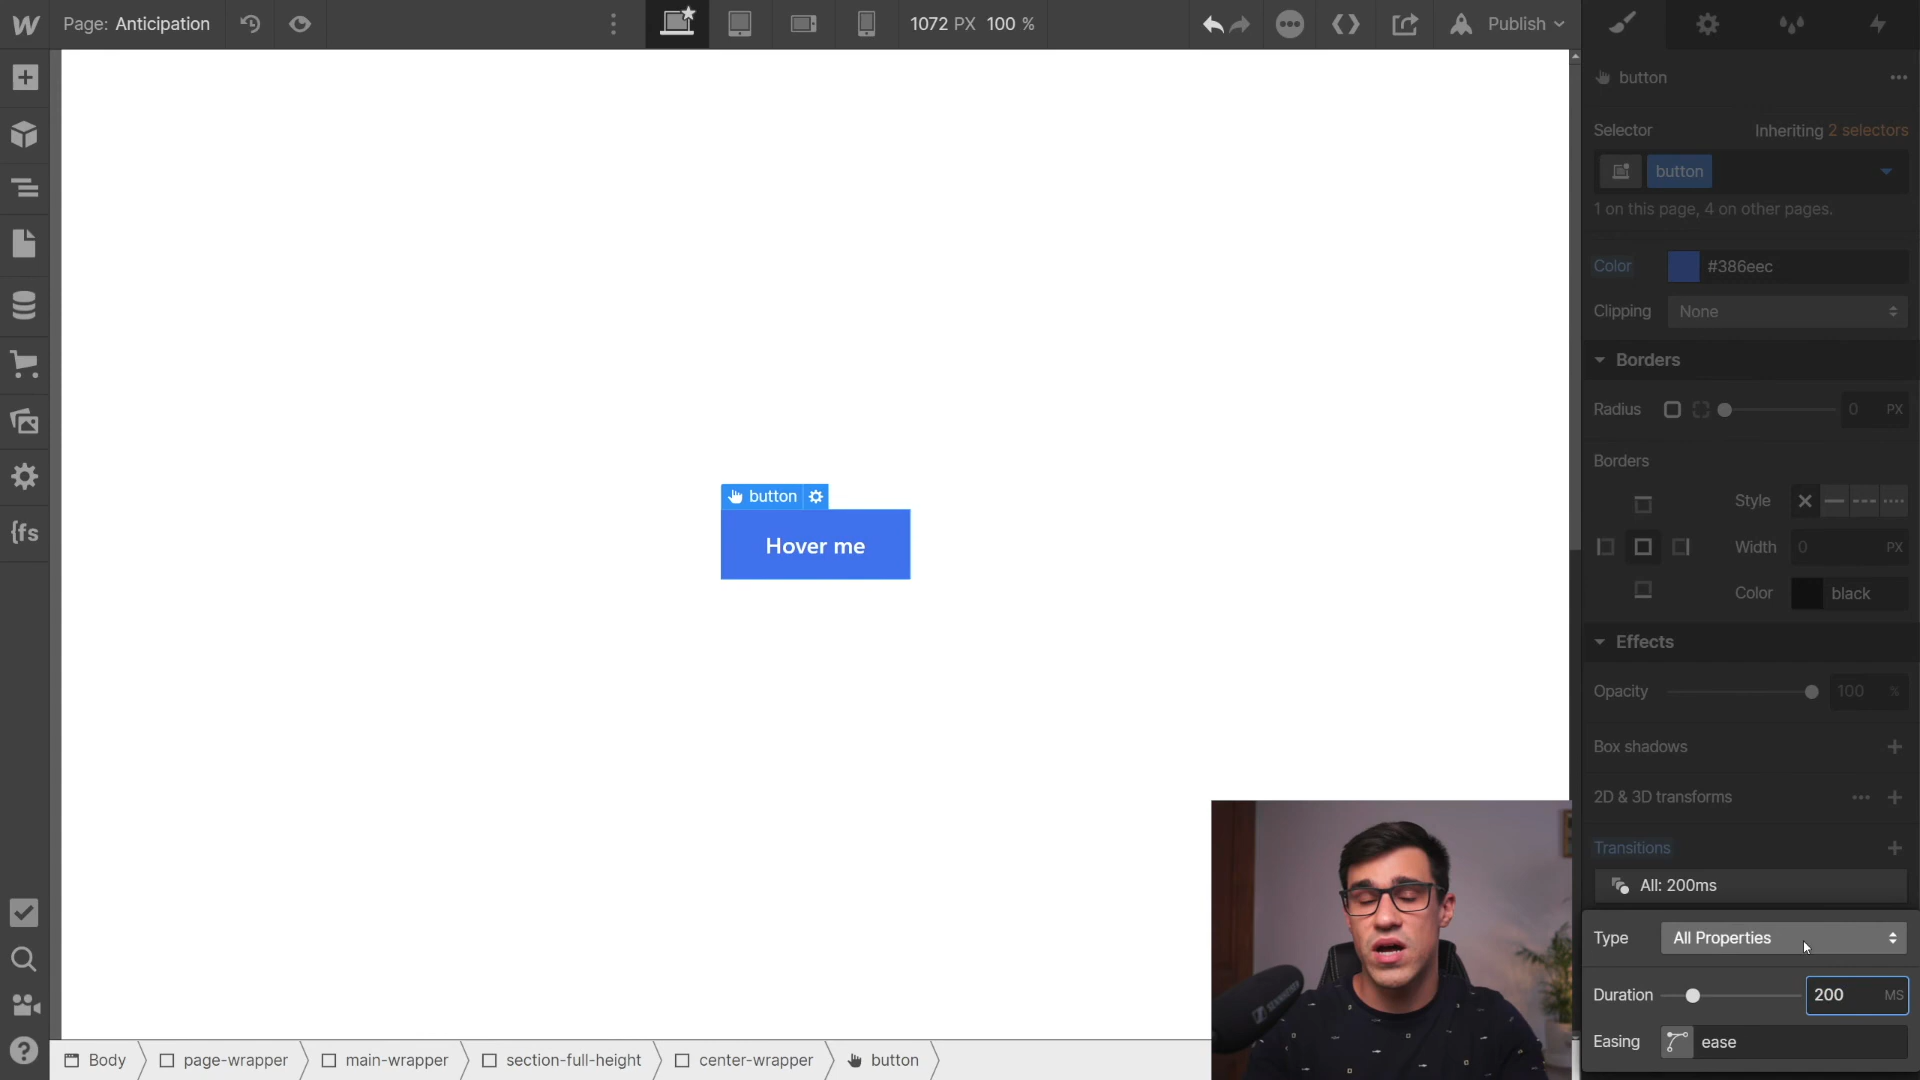 Page: Anticipation
1072 PX 100 %
Publish
button
Selector
Inheriting 2 selectors
button
1 on this page, 4 on other pages.
Color
#386eec
Clipping
None
Borders
Radius
0 PX
Borders
Style
Width
0 PX
Color
black
Effects
Opacity
100 %
Box shadows
2D & 3D transforms
Transitions
All: 200ms
Type
All Properties
Duration
200 MS
Easing
ease
button
Hover me
{fs
Body
page-wrapper
main-wrapper
section-full-height
center-wrapper
button